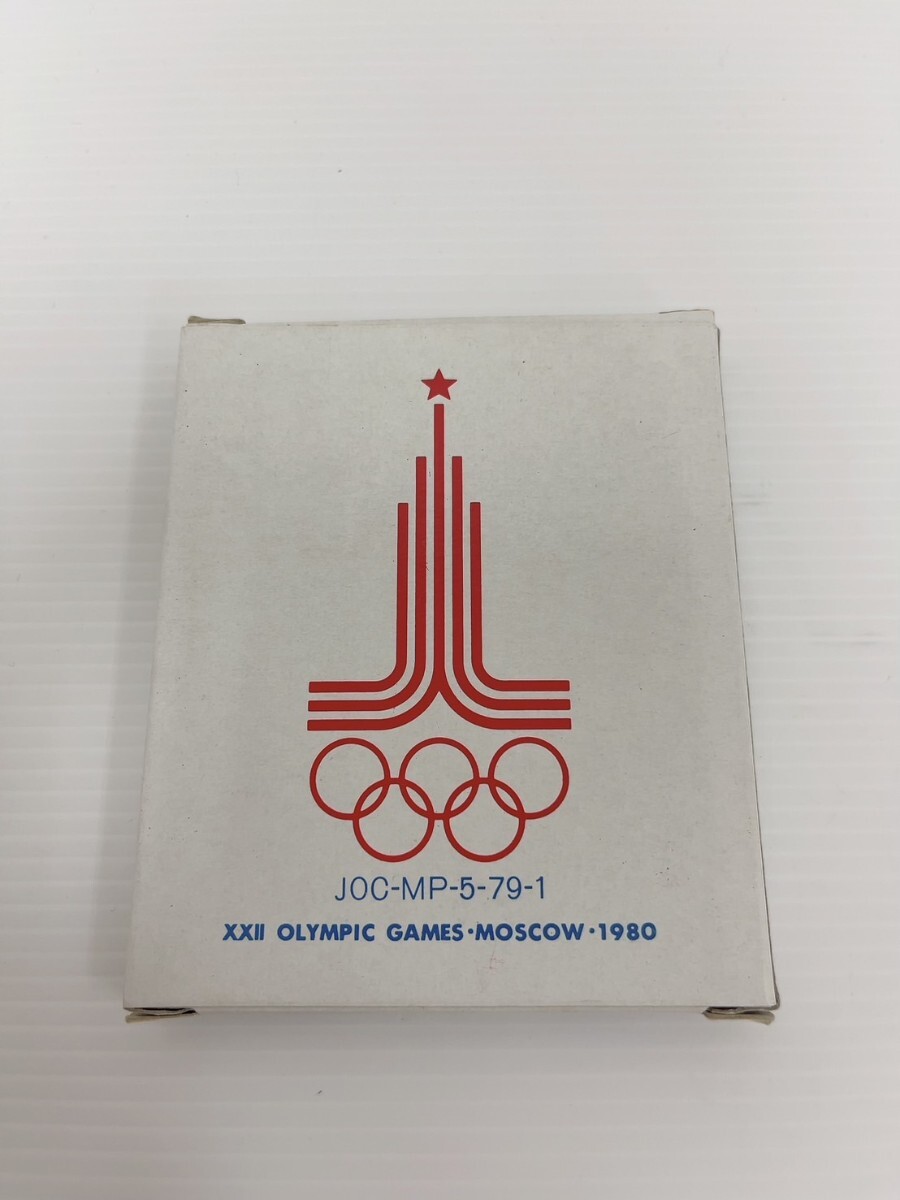 JOC-MP-5-79-1
XXII OLYMPIC GAMES·MOSCOW·1980